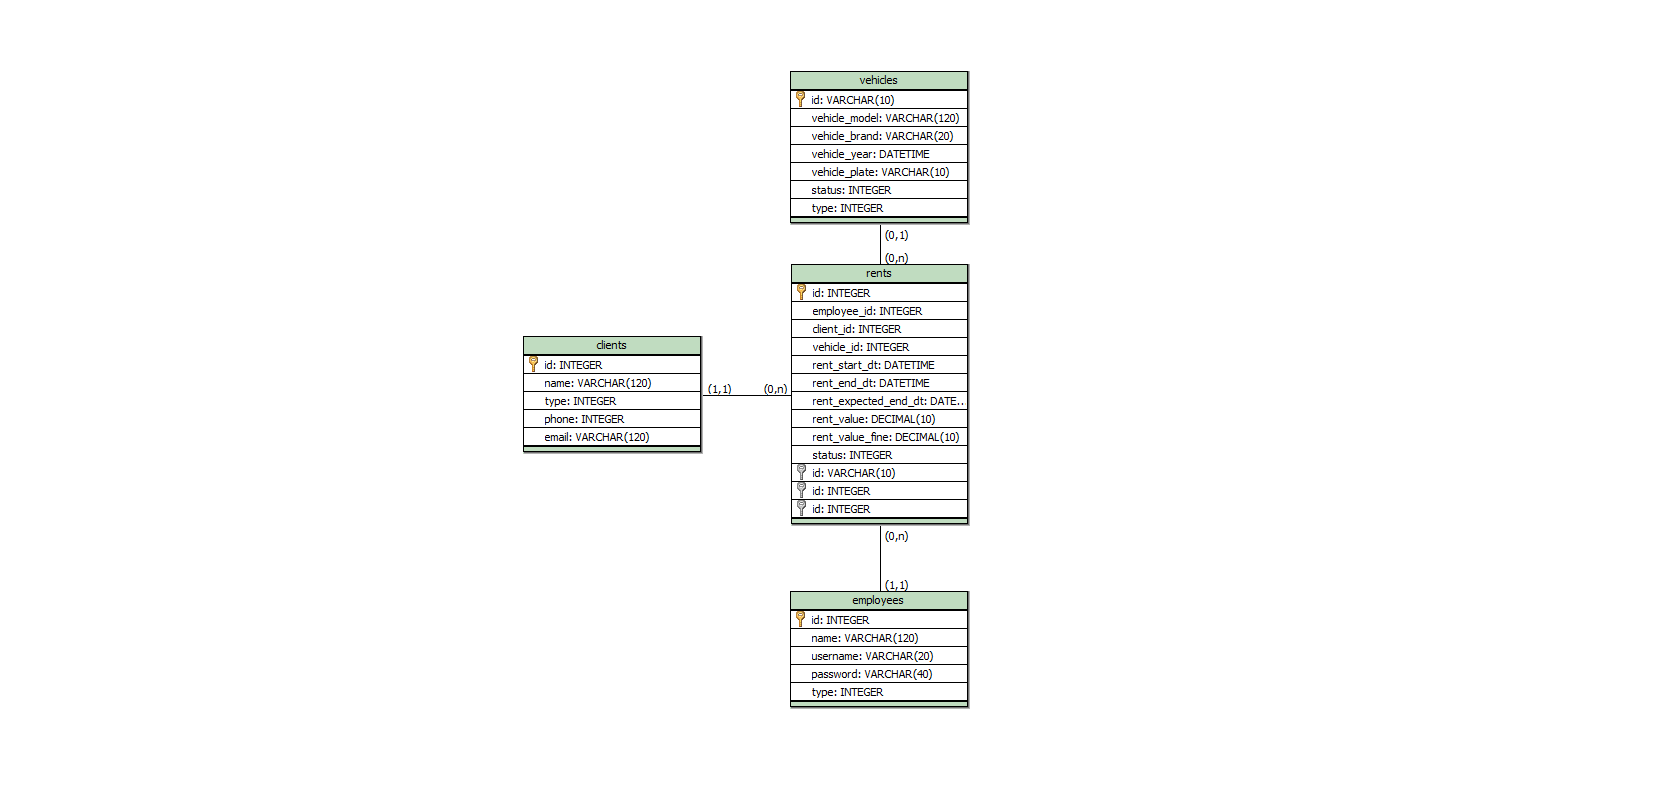 vehicles
id: VARCHAR(10)
vehicle_model: VARCHAR(120)
vehicle_brand: VARCHAR(20)
vehicle_year: DATETIME
vehicle_plate: VARCHAR(10)
status: INTEGER
type: INTEGER
(0,1)
(0,n)
rents
id: INTEGER
employee_id: INTEGER
client_id: INTEGER
vehicle_id: INTEGER
rent_start_dt: DATETIME
rent_end_dt: DATETIME
rent_expected_end_dt: DATE...
rent_value: DECIMAL(10)
rent_value_fine: DECIMAL(10)
status: INTEGER
id: VARCHAR(10)
id: INTEGER
id: INTEGER
clients
id: INTEGER
name: VARCHAR(120)
type: INTEGER
phone: INTEGER
email: VARCHAR(120)
(1,1)
(0,n)
(0,n)
(1,1)
employees
id: INTEGER
name: VARCHAR(120)
username: VARCHAR(20)
password: VARCHAR(40)
type: INTEGER